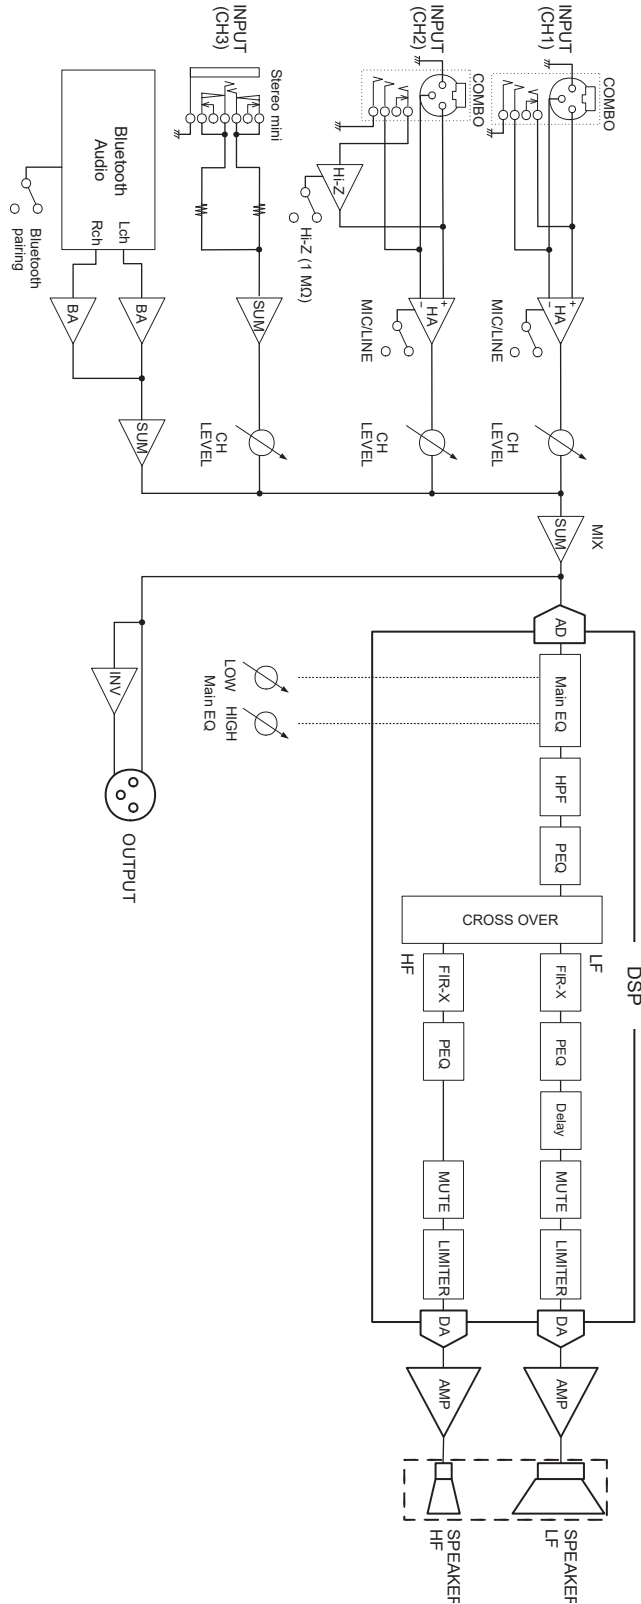 INPUT
(CH1)
COMBO
MIC/LINE
+
−
HA
CH
LEVEL
INPUT
(CH2)
COMBO
Hi-Z
Hi-Z (1 MΩ)
MIC/LINE
+
−
HA
CH
LEVEL
INPUT
(CH3)
Stereo mini
SUM
CH
LEVEL
Bluetooth
Audio
Lch
Rch
Bluetooth
pairing
BA
BA
SUM
MIX
SUM
INV
OUTPUT
LOW
HIGH
Main EQ
DSP
AD
Main EQ
HPF
PEQ
CROSS OVER
LF
FIR-X
PEQ
Delay
MUTE
LIMITER
DA
AMP
SPEAKER
LF
HF
FIR-X
PEQ
MUTE
LIMITER
DA
AMP
SPEAKER
HF